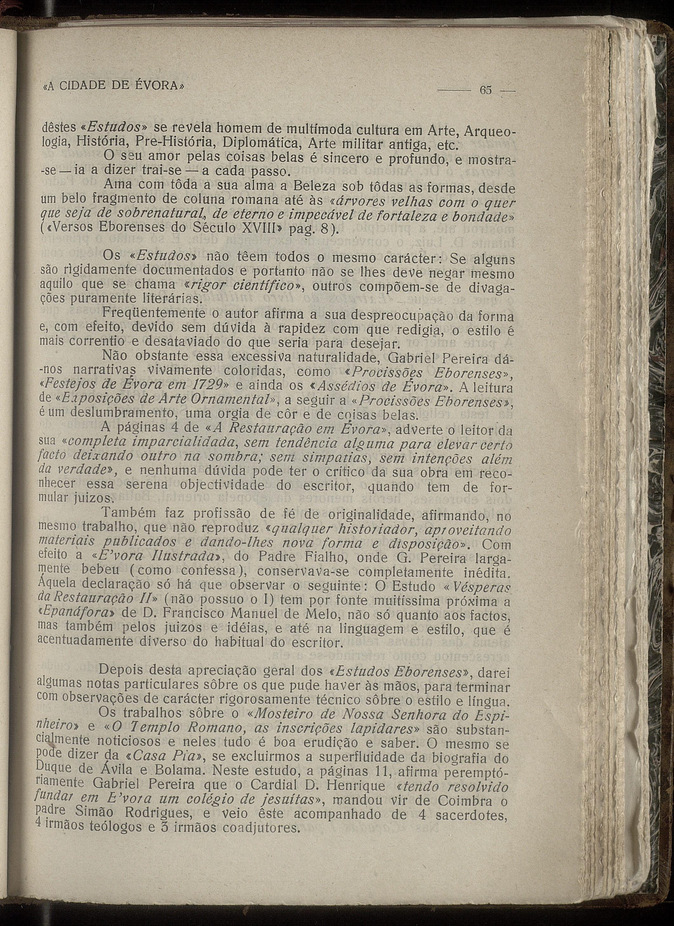 «A CIDADE DE ÉVORA»
65
dêstes «Estudos» se revela homem de multímoda cultura em Arte, Arqueo-
logia, História, Pre-História, Diplomática, Arte militar antiga, etc.
O seu amor pelas coisas belas é sincero e profundo, e mostra-
-se — ia a dizer trai-se — a cada passo.
Ama com tôda a sua alma a Beleza sob tôdas as formas, desde
um belo fragmento de coluna romana até às «árvores velhas com o quer
que seja de sobrenatural, de eterno e impecável de fortaleza e bondade»
(«Versos Eborenses do Século XVIII» pag. 8).
Os «Estudos» não têem todos o mesmo carácter: Se alguns
são rìgidamente documentados e portanto não se lhes deve negar mesmo
aquilo que se chama «rigor científico», outros compõem-se de divaga-
ções puramente literárias.
Freqüentemente o autor afirma a sua despreocupação da forma
e, com efeito, devido sem dúvida à rapidez com que redigia, o estilo é
mais correntio e desataviado do que seria para desejar.
Não obstante essa excessiva naturalidade, Gabriel Pereira dá-
-nos narrativas vivamente coloridas, como «Procissões Eborenses»,
«Festejos de Évora em 1729» e ainda os «Assédios de Évora». A leitura
de «Exposições de Arte Ornamental», a seguir a «Procissões Eborenses»,
é um deslumbramento, uma orgia de côr e de coisas belas.
A páginas 4 de «A Restauração em Évora», adverte o leitor da
sua «completa imparcialidada, sem tendência alguma para elevar certo
facto deixando outro na sombra; sem simpatias, sem intenções além
da verdade», e nenhuma dúvida pode ter o crítico da sua obra em reco-
nhecer essa serena objectividade do escritor, quando tem de for-
mular juizos.
Também faz profissão de fé de originalidade, afirmando, no
mesmo trabalho, que não reproduz «qualquer historiador, aproveitando
materiais publicados e dando-lhes nova forma e disposição». Com
efeito a «E'vora Ilustrada», do Padre Fialho, onde G. Pereira larga-
mente bebeu (como confessa), conservava-se completamente inédita.
Àquela declaração só há que observar o seguinte: O Estudo «Vésperas
da Restauração II» (não possuo o I) tem por fonte muitíssima próxima a
«Epanáfora» de D. Francisco Manuel de Melo, não só quanto aos factos,
mas também pelos juizos e idéias, e até na linguagem e estilo, que é
acentuadamente diverso do habitual do escritor.
Depois desta apreciação geral dos «Estudos Eborenses», darei
algumas notas particulares sôbre os que pude haver às mãos, para terminar
com observações de carácter rigorosamente técnico sôbre o estilo e língua.
Os trabalhos sôbre o «Mosteiro de Nossa Senhora do Espi-
nheiro» e «O Templo Romano, as inscrições lapidares» são substan-
cialmente noticiosos e neles tudo é boa erudição e saber. O mesmo se
pode dizer da «Casa Pia», se excluirmos a superfluidade da biografia do
Duque de Ávila e Bolama. Neste estudo, a páginas 11, afirma peremptó-
riamente Gabriel Pereira que o Cardial D. Henrique «tendo resolvido
fundar em E'vora um colégio de jesuítas», mandou vir de Coimbra o
padre Simão Rodrigues, e veio êste acompanhado de 4 sacerdotes,
4 irmãos teólogos e 3 irmãos coadjutores.